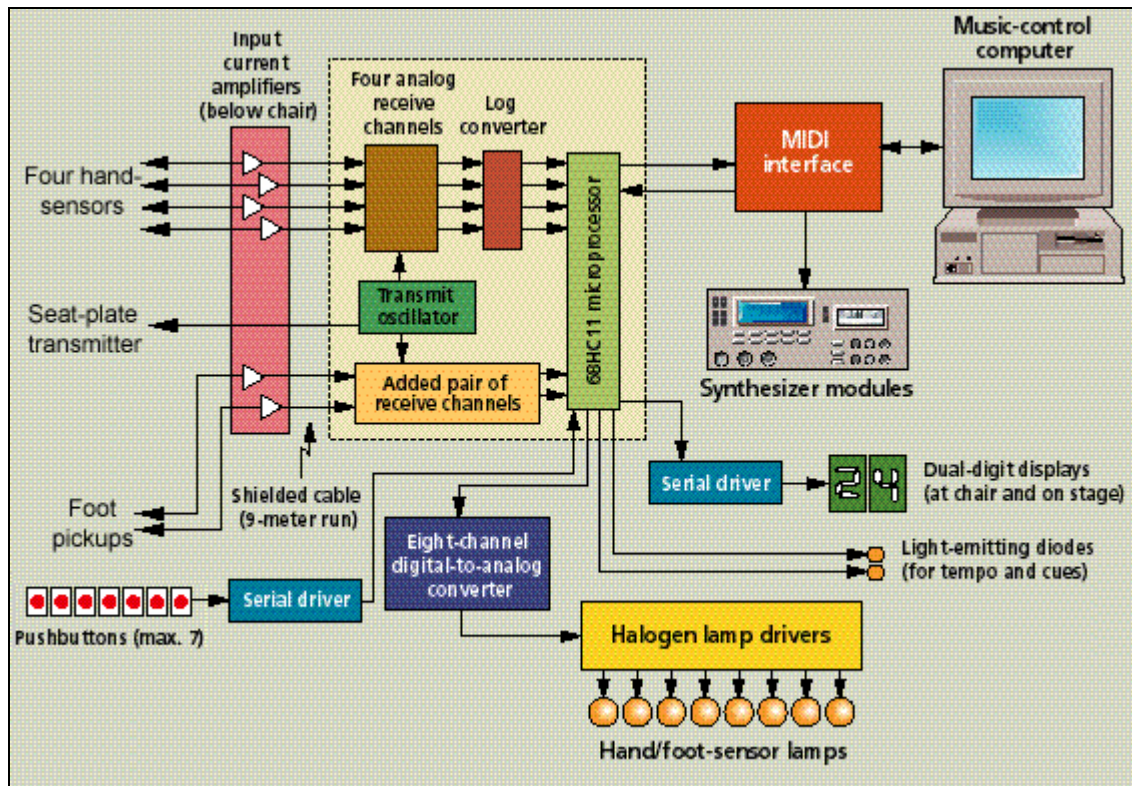 Music-control
computer
Input
current
amplifiers
(below chair)
Four analog
receive
channels
Log
converter
MIDI
interface
Four hand-
sensors
68HC11 microprocessor
Transmit
oscillator
Seat-plate
transmitter
Added pair of
receive channels
Synthesizer modules
Serial driver
24
Dual-digit displays
(at chair and on stage)
Shielded cable
(9-meter run)
Foot
pickups
Eight-channel
digital-to-analog
converter
Light-emitting diodes
(for tempo and cues)
Serial driver
Pushbuttons (max. 7)
Halogen lamp drivers
Hand/foot-sensor lamps